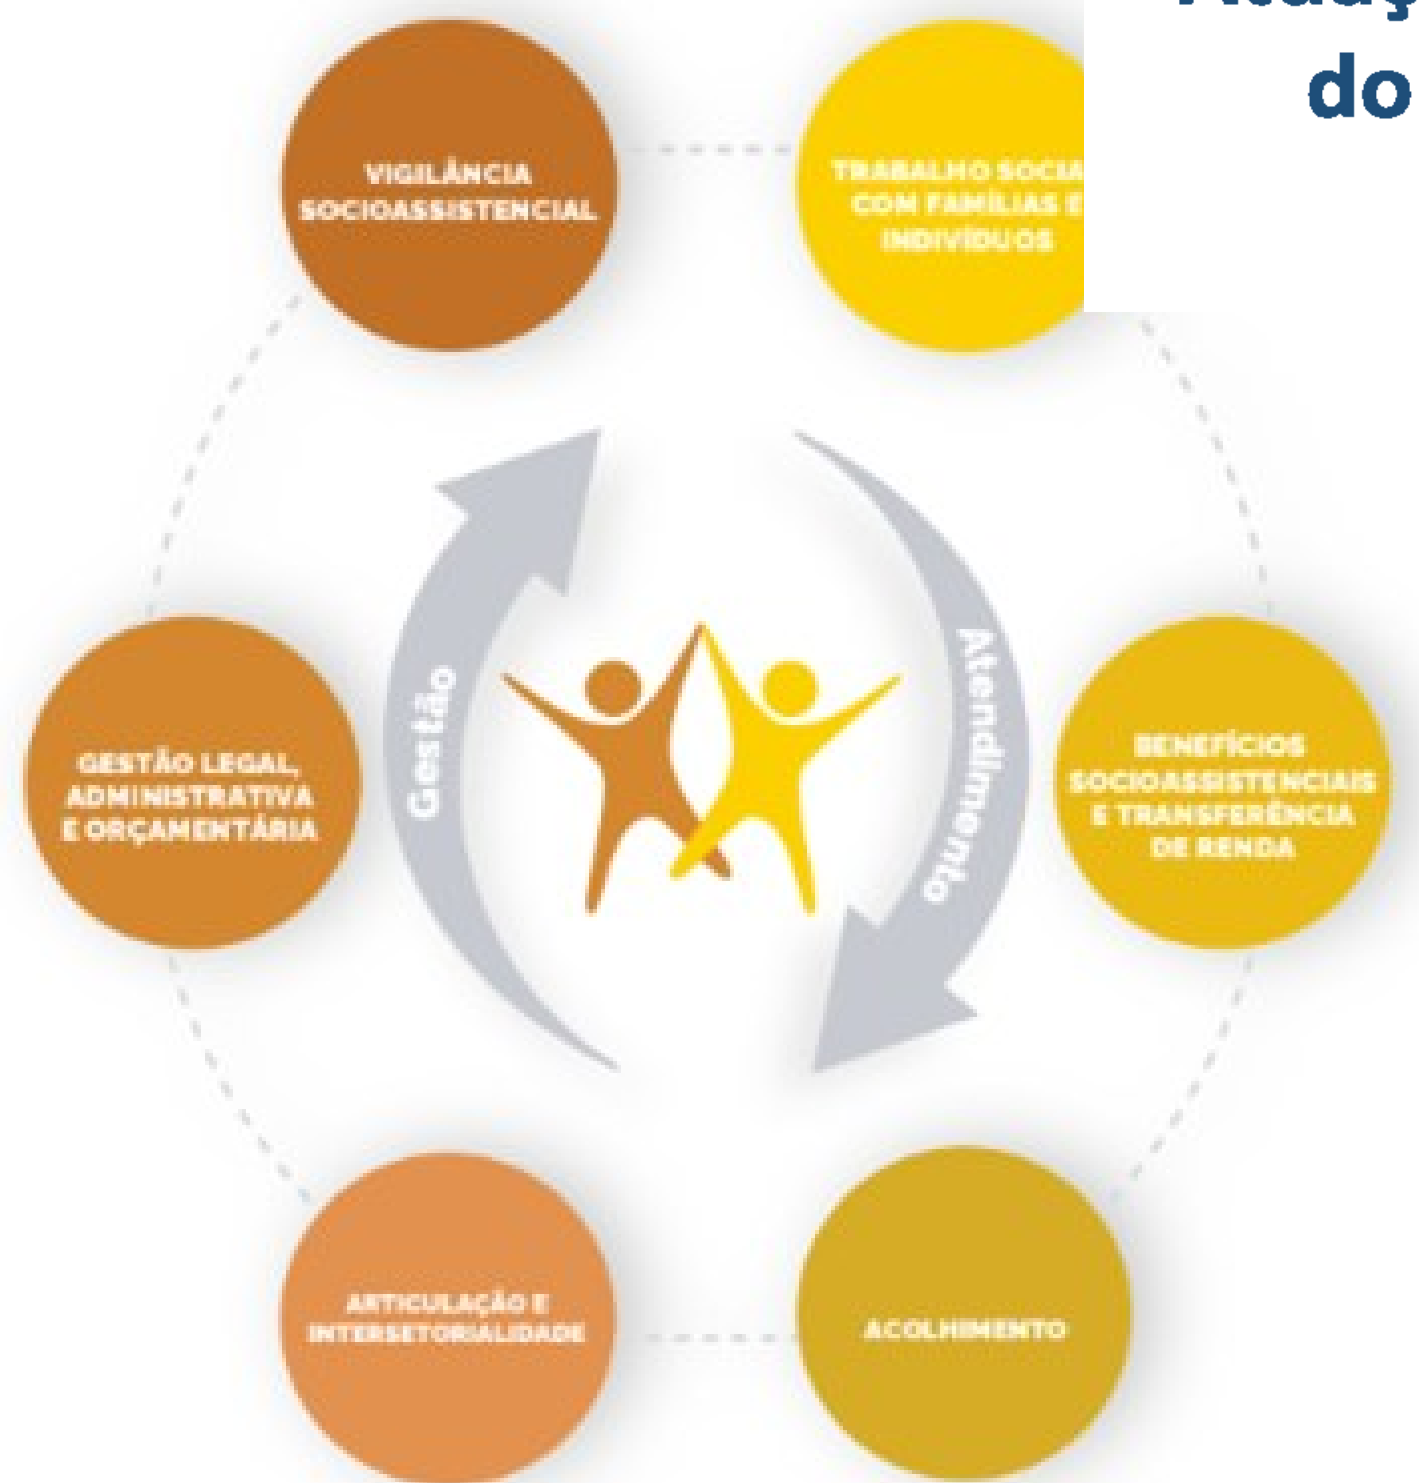 do
VIGILÂNCIA
SOCIOASSISTENCIAL
TRABALHO
COM FAMÍLIAS E
INDIVÍDUOS
Gestão
Atendimento
GESTÃO LEGAL,
ADMINISTRATIVA
E ORÇAMENTÁRIA
BENEFÍCIOS
SOCIOASSISTENCIAIS
E TRANSFERÊNCIA
DE RENDA
ARTICULAÇÃO E
INTERSETORIALIDADE
ACOLHIMENTO